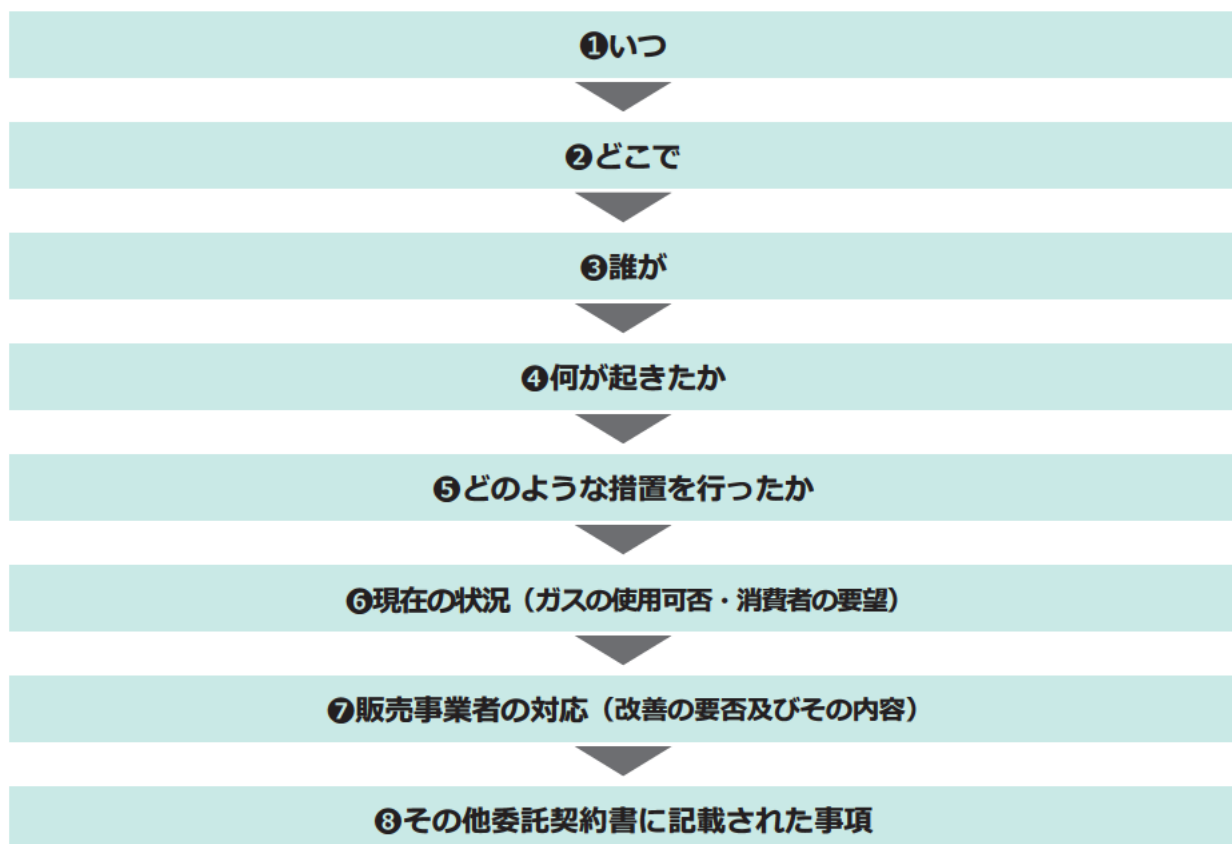 ❶いつ
❷どこで
❸誰が
❹何が起きたか
❺どのような措置を行ったか
❻現在の状況（ガスの使用可否・消費者の要望）
❼販売事業者の対応（改善の要否及びその内容）
❽その他委託契約書に記載された事項